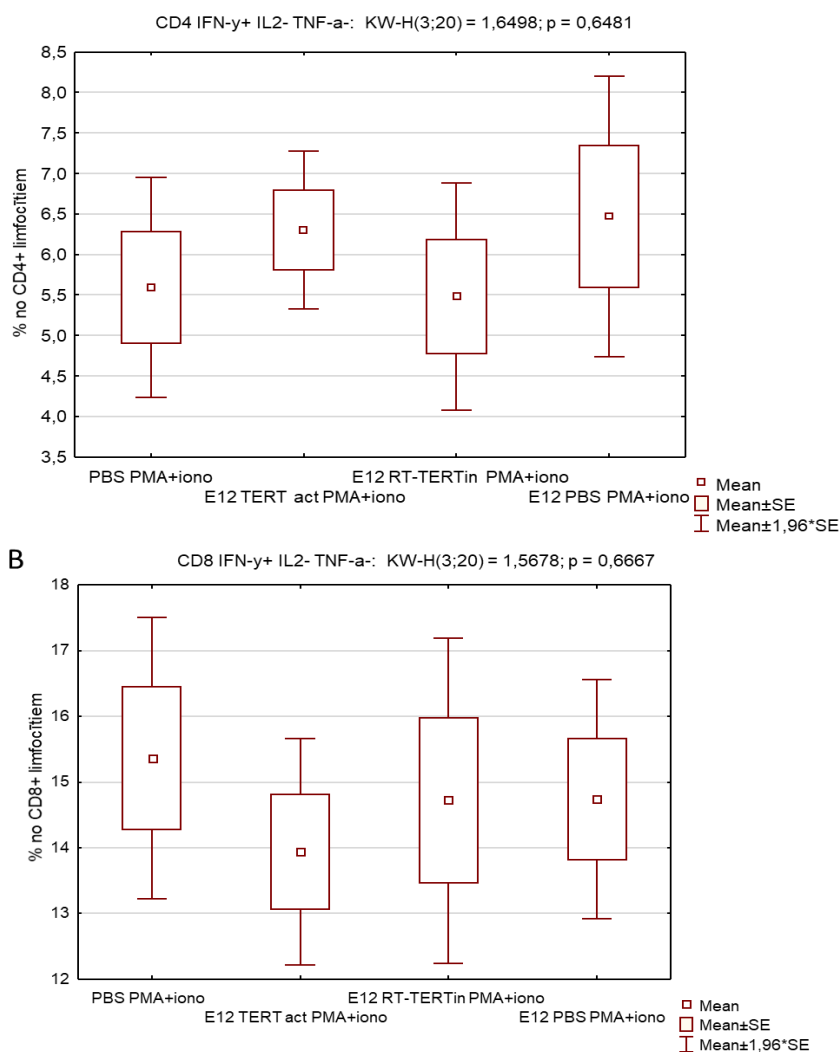 CD4 IFN-y+ IL2- TNF-a-: KW-H(3;20) = 1,6498; p = 0,6481
8,5
8,0
7,5
7,0
6,5
6,0
5,5
5,0
4,5
4,0
3,5
% no CD4+ limfocītiem
PBS PMA+iono
E12 TERT act PMA+iono
E12 RT-TERTin PMA+iono
E12 PBS PMA+iono
Mean
Mean±SE
Mean±1,96*SE
B
CD8 IFN-y+ IL2- TNF-a-: KW-H(3;20) = 1,5678; p = 0,6667
18
17
16
15
14
13
12
% no CD8+ limfocītiem
PBS PMA+iono
E12 TERT act PMA+iono
E12 RT-TERTin PMA+iono
E12 PBS PMA+iono
Mean
Mean±SE
Mean±1,96*SE